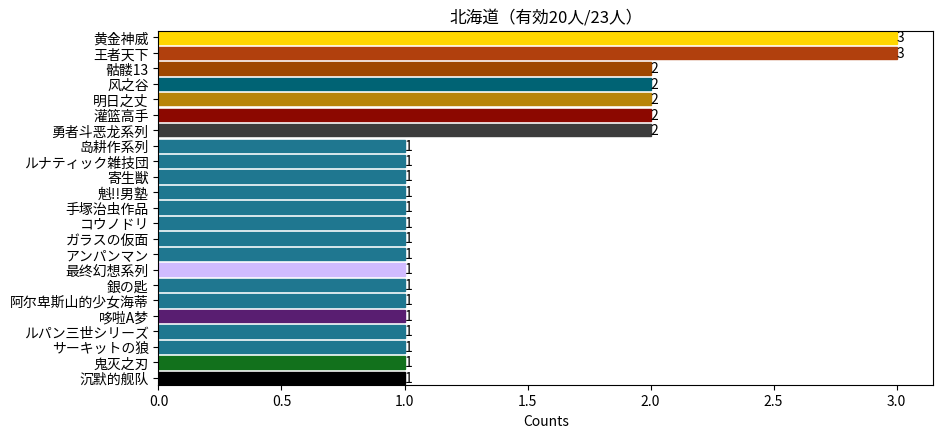 北海道（有効20人/23人）
黄金神威 3
王者天下 3
骷髅13 2
风之谷 2
明日之丈 2
灌篮高手 2
勇者斗恶龙系列 2
岛耕作系列 1
ルナティック雑技団 1
寄生獣 1
魁!!男塾 1
手塚治虫作品 1
コウノドリ 1
ガラスの仮面 1
アンパンマン 1
最终幻想系列 1
銀の匙 1
阿尔卑斯山的少女海蒂 1
哆啦A梦 1
ルパン三世シリーズ 1
サーキットの狼 1
鬼灭之刃 1
沉默的舰队 1
0.0 0.5 1.0 1.5 2.0 2.5 3.0
Counts